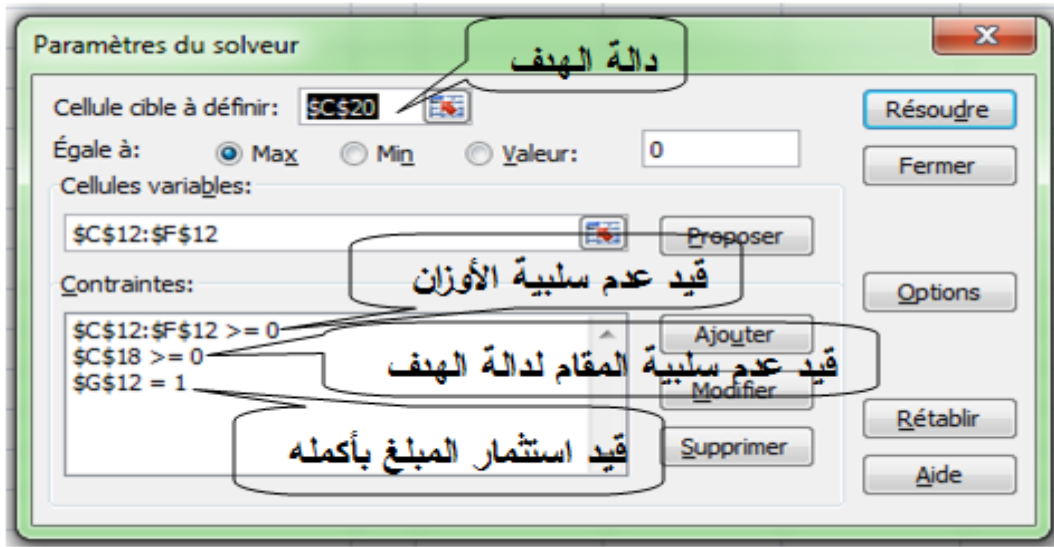 Paramètres du solveur
دالة الهدف
Cellule cible à définir: $C$20
Résoudre
Égale à: Max Min Valeur: 0
Fermer
Cellules variables:
$C$12:$F$12
Proposer
قيد عدم سلبية الأوزان
Contraintes:
Options
$C$12:$F$12 >= 0
Ajouter
$C$18 >= 0
قيد عدم سلبية المقام لدالة الهدف
$G$12 = 1
Modifier
Rétablir
قيد استثمار المبلغ بأكمله
Supprimer
Aide